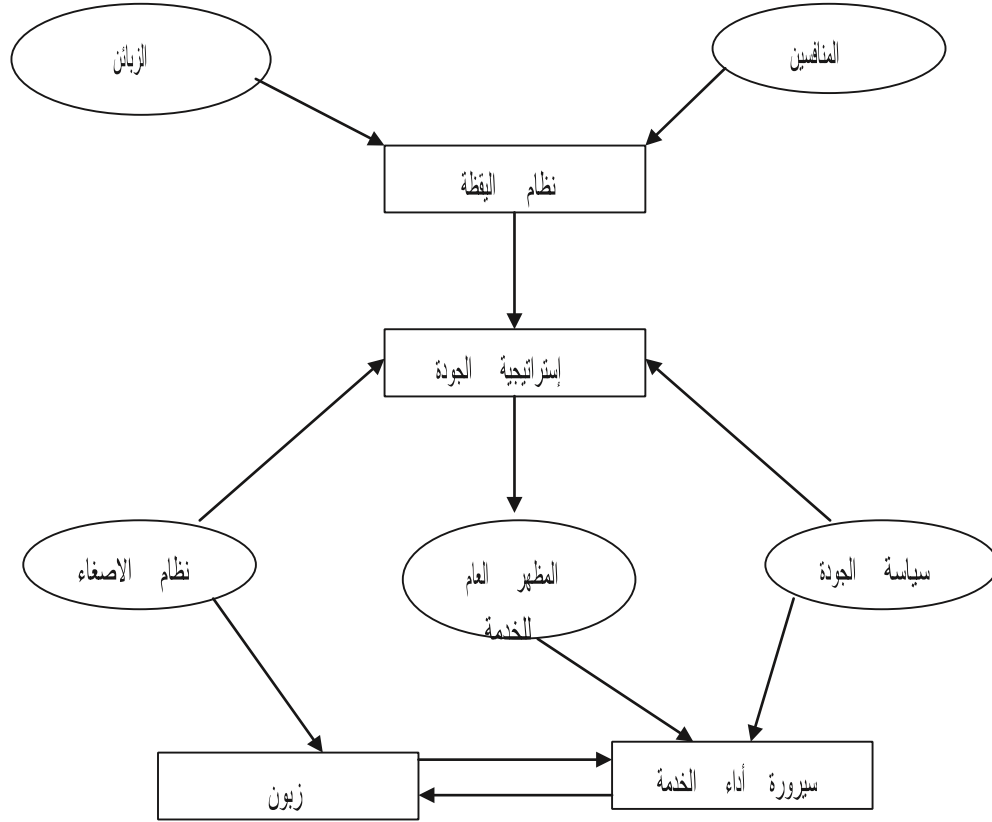 المنافسين
الزبائن
نظام اليقظة
إستراتيجية الجودة
سياسة الجودة
المظهر العام
للخدمة
نظام الاصغاء
سيرورة أداء الخدمة
زبون